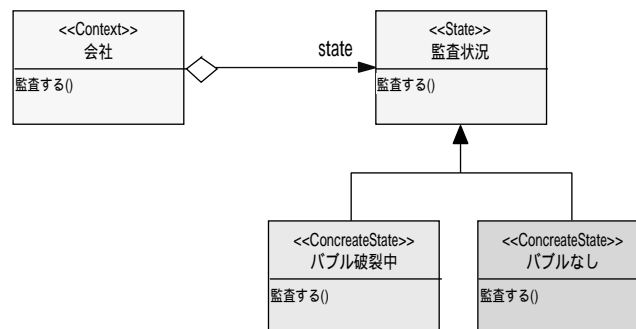 <<Context>>
会社
監査する()
state
<<State>>
監査状況
監査する()
<<ConcreateState>>
バブル破裂中
監査する()
<<ConcreateState>>
バブルなし
監査する()